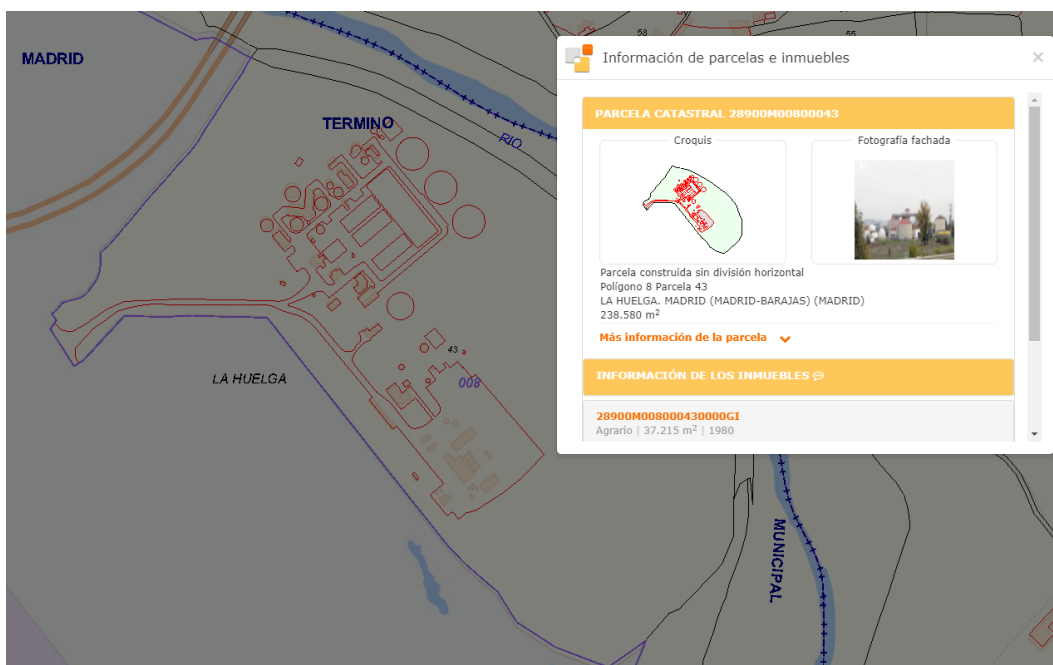 MADRID
TERMINO
RIO
58
55
LA HUELGA
43
008
MUNICIPAL
Información de parcelas e inmuebles
PARCELA CATASTRAL 28900M00800043
Croquis
Fotografía fachada
Parcela construida sin división horizontal
Polígono 8 Parcela 43
LA HUELGA. MADRID (MADRID-BARAJAS) (MADRID)
238.580 m²
Más información de la parcela
INFORMACIÓN DE LOS INMUEBLES
28900M008000430000GI
Agrario | 37.215 m² | 1980